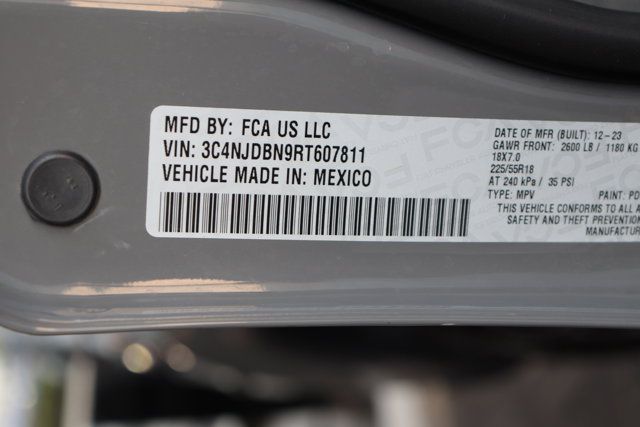 MFD BY: FCA US LLC
VIN: 3C4NJDBN9RT607811
VEHICLE MADE IN: MEXICO
DATE OF MFR (BUILT): 12-23
GAWR FRONT: 2600 LB / 1180 KG
18X7.0
225/55R18
AT 240 kPa / 35 PSI
TYPE: MPV PAINT: PD
THIS VEHICLE CONFORMS TO ALL A
SAFETY AND THEFT PREVENTION
MANUFACTUR